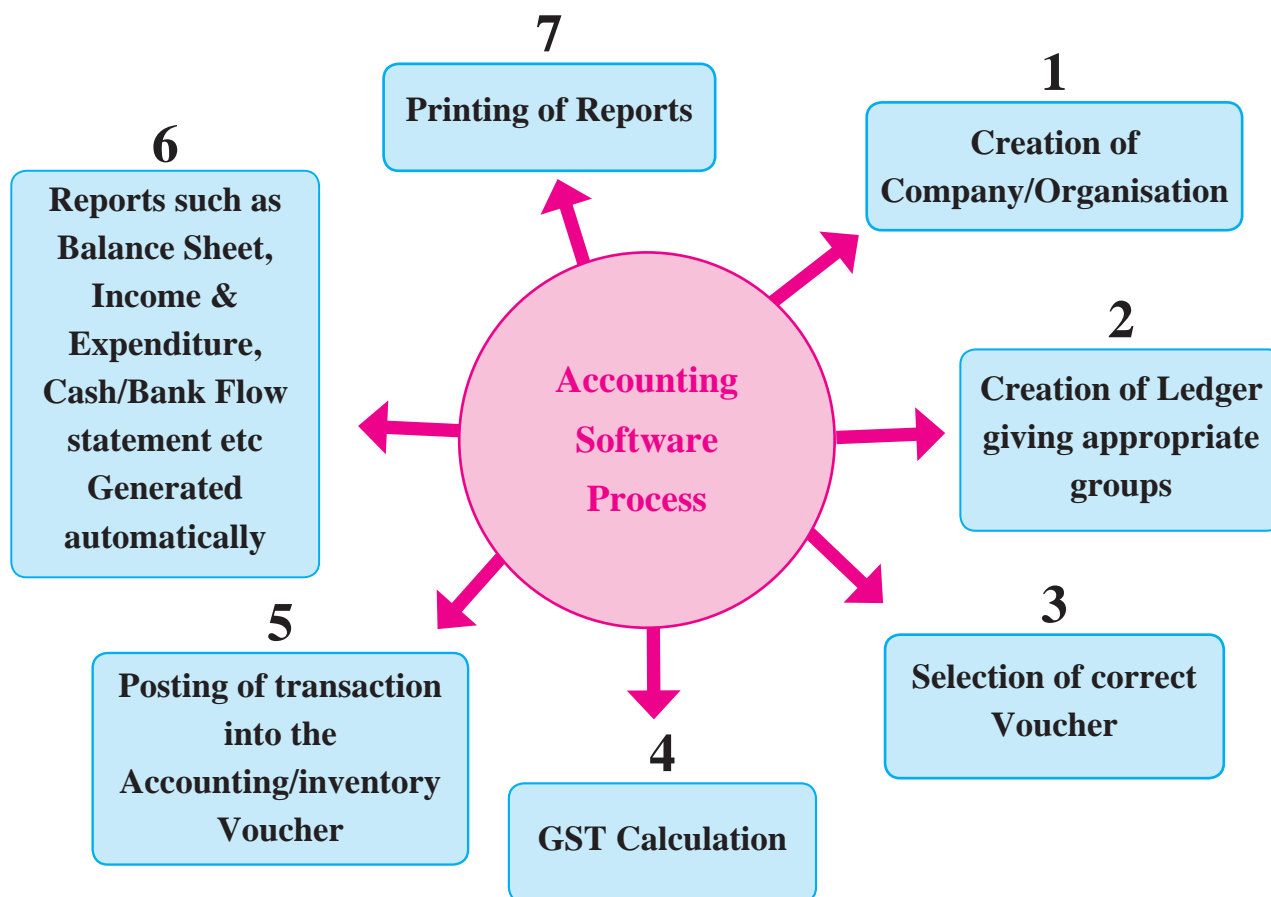 Accounting
Software
Process
1
Creation of
Company/Organisation
2
Creation of Ledger
giving appropriate
groups
3
Selection of correct
Voucher
4
GST Calculation
5
Posting of transaction
into the
Accounting/inventory
Voucher
6
Reports such as
Balance Sheet,
Income &
Expenditure,
Cash/Bank Flow
statement etc
Generated
automatically
7
Printing of Reports